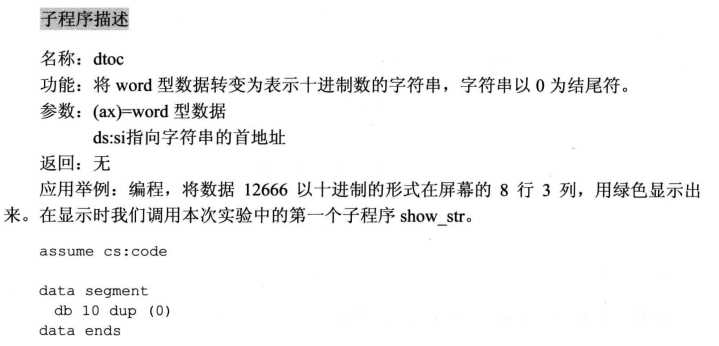 子程序描述
名称：dtoc
功能：将 word 型数据转变为表示十进制数的字符串，字符串以 0 为结尾符。
参数：(ax)=word 型数据
ds:si指向字符串的首地址
返回：无
应用举例：编程，将数据 12666 以十进制的形式在屏幕的 8 行 3 列，用绿色显示出
来。在显示时我们调用本次实验中的第一个子程序 show_str。
assume cs:code
data segment
db 10 dup (0)
data ends